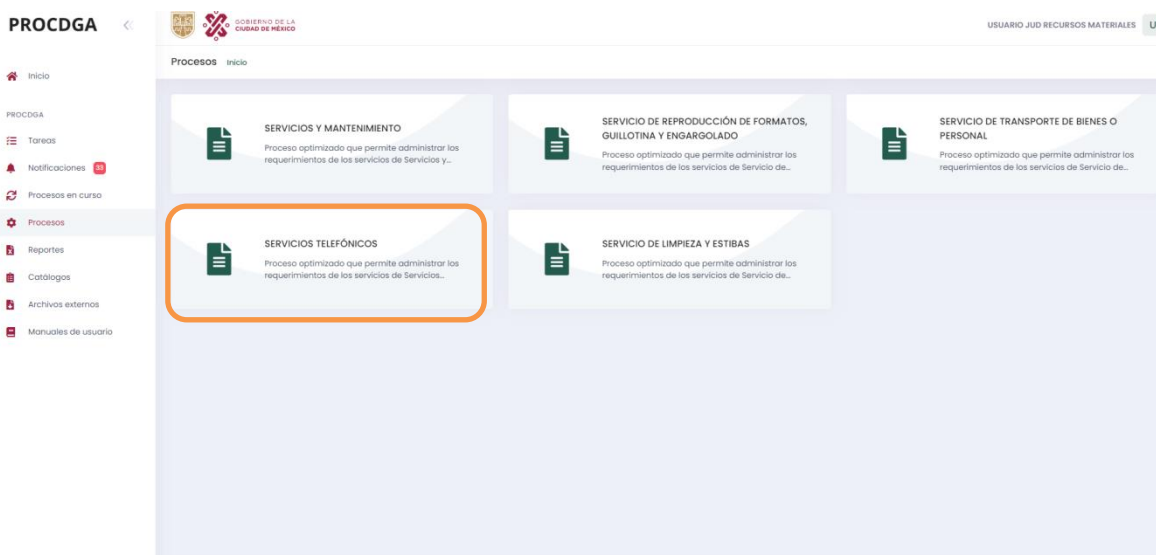 PROCDGA
GOBIERNO DE LA
CIUDAD DE MÉXICO
USUARIO JUD RECURSOS MATERIALES
U
Procesos Inicio
Inicio
PROCDGA
Tareas
Notificaciones 33
Procesos en curso
Procesos
Reportes
Catálogos
Archivos externos
Manuales de usuario
SERVICIOS Y MANTENIMIENTO
Proceso optimizado que permite administrar los
requerimientos de los servicios de Servicios y...
SERVICIO DE REPRODUCCIÓN DE FORMATOS,
GUILLOTINA Y ENGARGOLADO
Proceso optimizado que permite administrar los
requerimientos de los servicios de Servicio de...
SERVICIO DE TRANSPORTE DE BIENES O
PERSONAL
Proceso optimizado que permite administrar los
requerimientos de los servicios de Servicio de...
SERVICIOS TELEFÓNICOS
Proceso optimizado que permite administrar los
requerimientos de los servicios de Servicios...
SERVICIO DE LIMPIEZA Y ESTIBAS
Proceso optimizado que permite administrar los
requerimientos de los servicios de Servicio de...